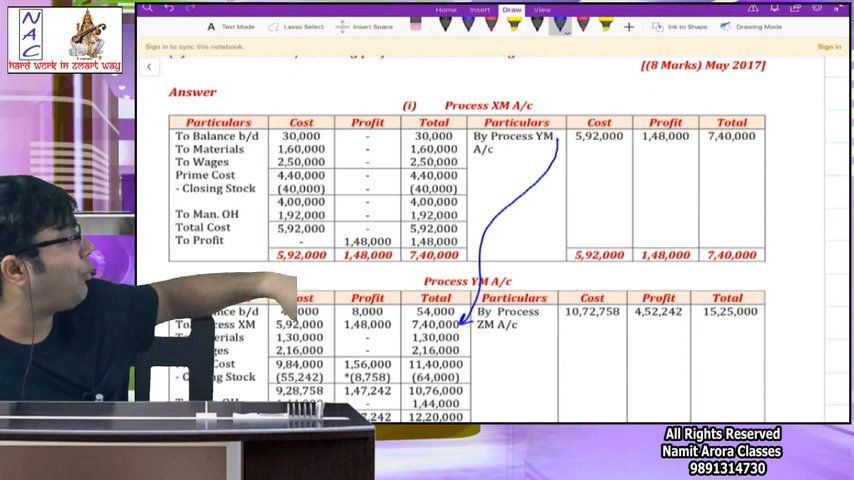 NAC
hard work in smart way
Home Insert Draw View
Text Mode Lasso Select Insert Space Ink to Shape Drawing Mode
Sign in to sync this notebook. Sign in
[(8 Marks) May 2017]
Answer
(i) Process XM A/c
Particulars Cost Profit Total Particulars Cost Profit Total
To Balance b/d 30,000 - 30,000 By Process YM 5,92,000 1,48,000 7,40,000
To Materials 1,60,000 - 1,60,000 A/c
To Wages 2,50,000 - 2,50,000
Prime Cost 4,40,000 - 4,40,000
- Closing Stock (40,000) - (40,000)
4,00,000 - 4,00,000
To Man. OH 1,92,000 - 1,92,000
Total Cost 5,92,000 - 5,92,000
To Profit - 1,48,000 1,48,000
5,92,000 1,48,000 7,40,000 5,92,000 1,48,000 7,40,000
Process YM A/c
Profit Total Particulars Cost Profit Total
b/d 8,000 54,000 By Process 10,72,758 4,52,242 15,25,000
XM 5,92,000 1,48,000 7,40,000 ZM A/c
1,30,000 - 1,30,000
2,16,000 - 2,16,000
9,84,000 1,56,000 11,40,000
Stock (55,242) *(8,758) (64,000)
9,28,758 1,47,242 10,76,000
- 1,44,000
12,20,000
All Rights Reserved
Namit Arora Classes
9891314730